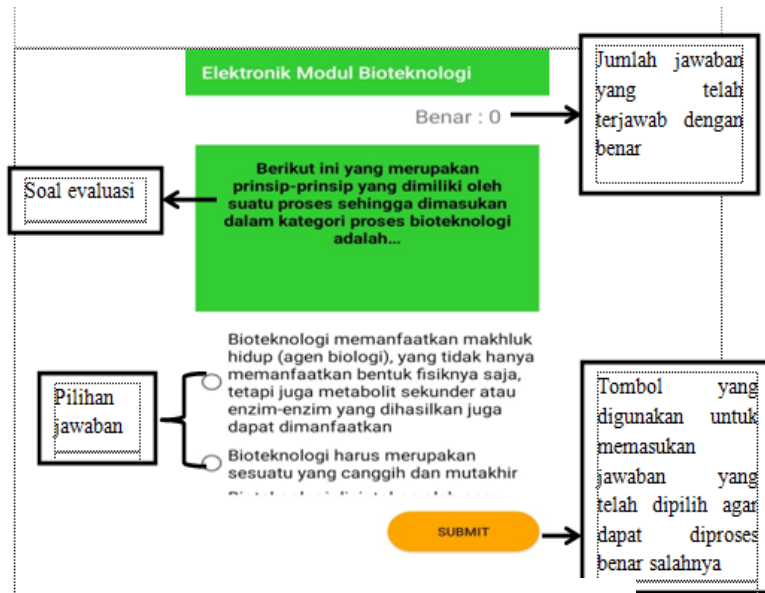 Elektronik Modul Bioteknologi
Benar : 0
Jumlah jawaban
yang telah
terjawab dengan
benar
Soal evaluasi
Berikut ini yang merupakan
prinsip-prinsip yang dimiliki oleh
suatu proses sehingga dimasukan
dalam kategori proses bioteknologi
adalah...
Pilihan
jawaban
Bioteknologi memanfaatkan makhluk
hidup (agen biologi), yang tidak hanya
memanfaatkan bentuk fisiknya saja,
tetapi juga metabolit sekunder atau
enzim-enzim yang dihasilkan juga
dapat dimanfaatkan
Bioteknologi harus merupakan
sesuatu yang canggih dan mutakhir
SUBMIT
Tombol yang
digunakan untuk
memasukan
jawaban yang
telah dipilih agar
dapat diproses
benar salahnya